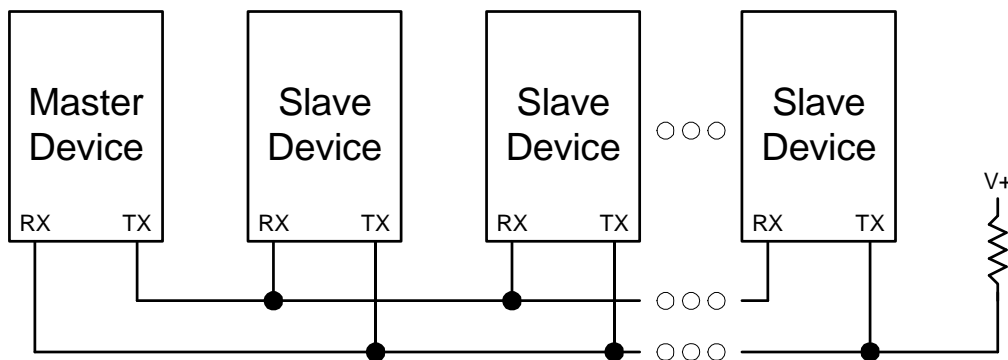 Master
Device
Slave
Device
Slave
Device
Slave
Device
RX TX
RX TX
RX TX
RX TX
V+